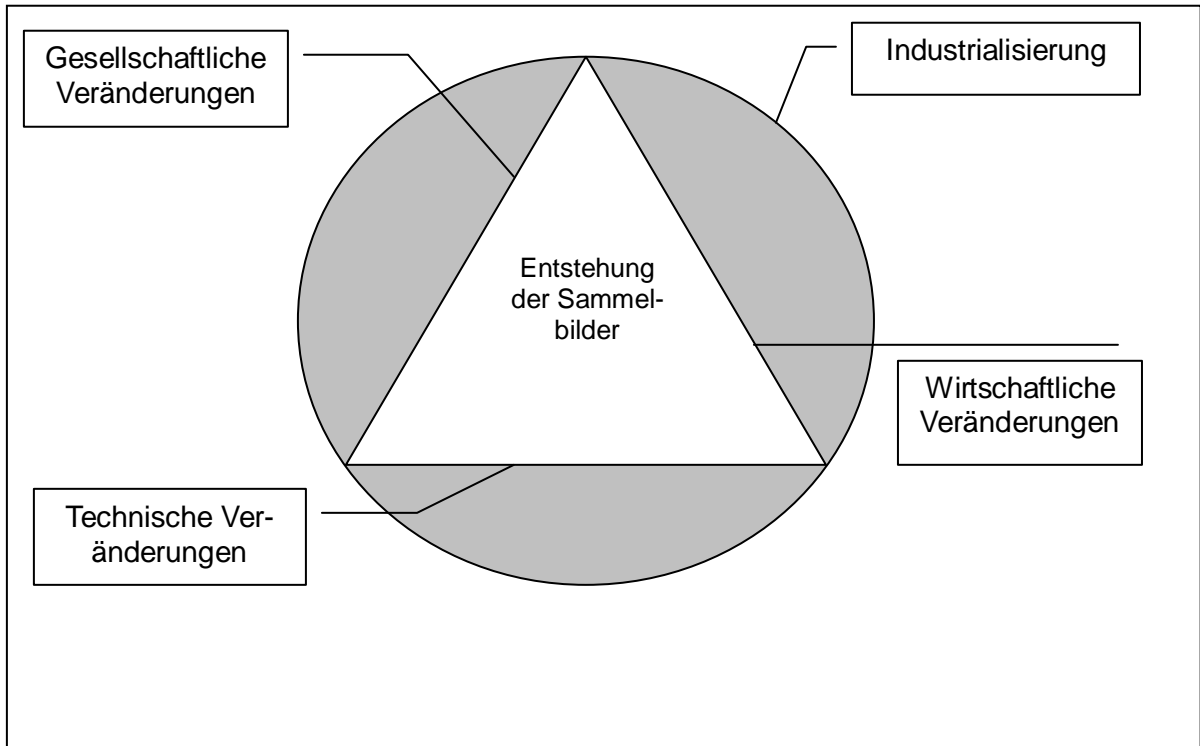 Gesellschaftliche
Veränderungen
Industrialisierung
Entstehung
der Sammel-
bilder
Wirtschaftliche
Veränderungen
Technische Ver-
änderungen